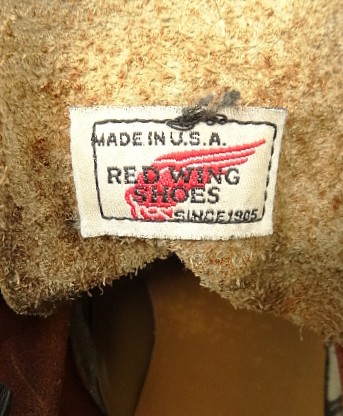 MADE IN U.S.A.
RED WING
SHOES
SINCE 1905